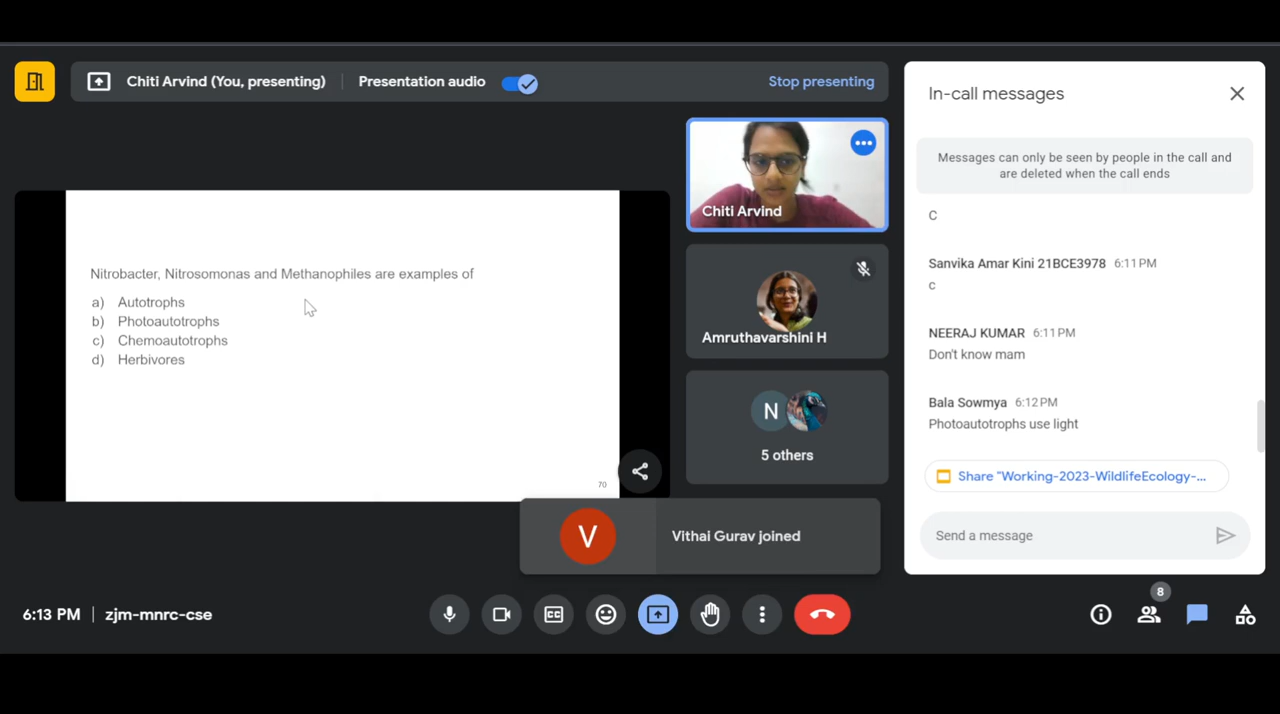 Chiti Arvind (You, presenting)
Presentation audio
Stop presenting
In-call messages
Messages can only be seen by people in the call and
are deleted when the call ends
C
Sanvika Amar Kini 21BCE3978 6:11 PM
c
NEERAJ KUMAR 6:11 PM
Don't know mam
Bala Sowmya 6:12 PM
Photoautotrophs use light
Share "Working-2023-WildlifeEcology-...
Send a message
Nitrobacter, Nitrosomonas and Methanophiles are examples of
a) Autotrophs
b) Photoautotrophs
c) Chemoautotrophs
d) Herbivores
70
Chiti Arvind
Amruthavarshini H
N
5 others
V
Vithai Gurav joined
6:13 PM | zjm-mnrc-cse
CC
8